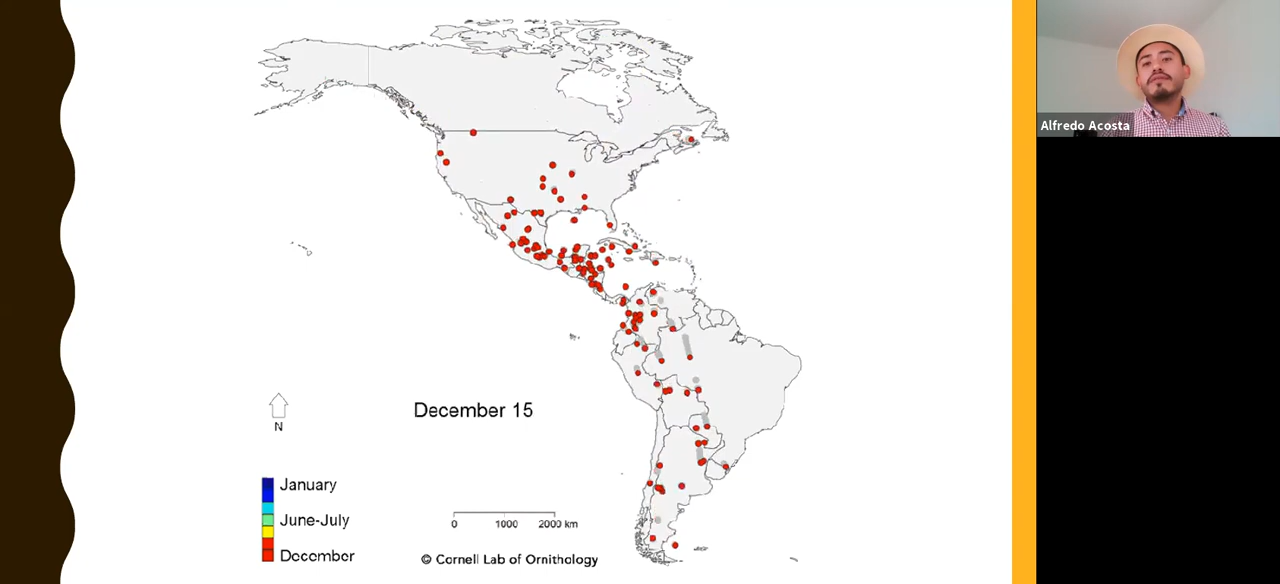 Alfredo Acosta
December 15
N
January
June-July
December
0 1000 2000 km
© Cornell Lab of Ornithology